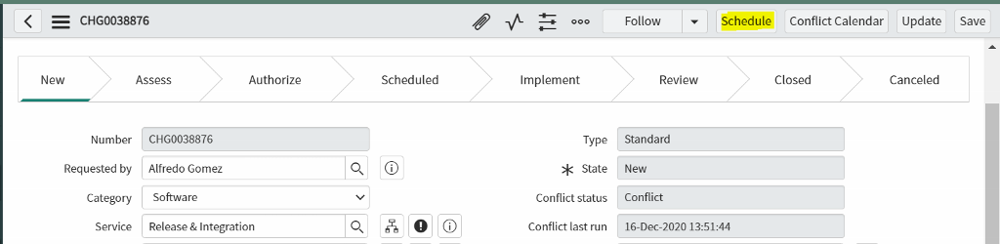 CHG0038876 Follow Schedule Conflict Calendar Update Save
New Assess Authorize Scheduled Implement Review Closed Canceled
Number CHG0038876 Type Standard
Requested by Alfredo Gomez State New
Category Software Conflict status Conflict
Service Release & Integration Conflict last run 16-Dec-2020 13:51:44